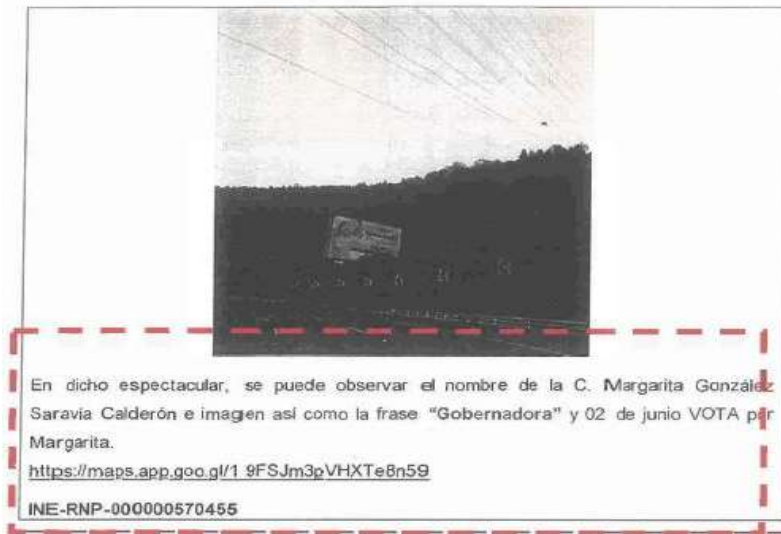 En dicho espectacular, se puede observar el nombre de la C. Margarita González
Saravia Calderón e imagen así como la frase "Gobernadora" y 02 de junio VOTA por
Margarita.
https://maps.app.goo.gl/1 9FSJm3pVHXTe8n59
INE-RNP-000000570455